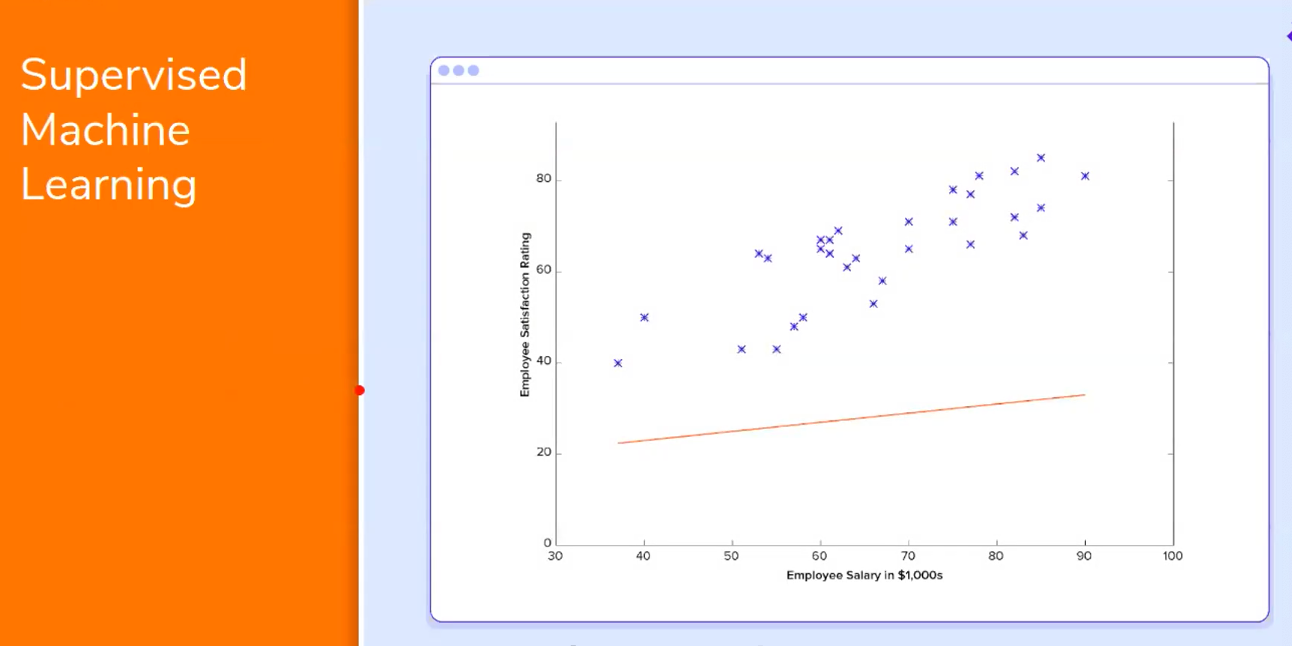 Supervised
Machine
Learning
80
60
40
20
0
Employee Satisfaction Rating
30 40 50 60 70 80 90 100
Employee Salary in $1,000s